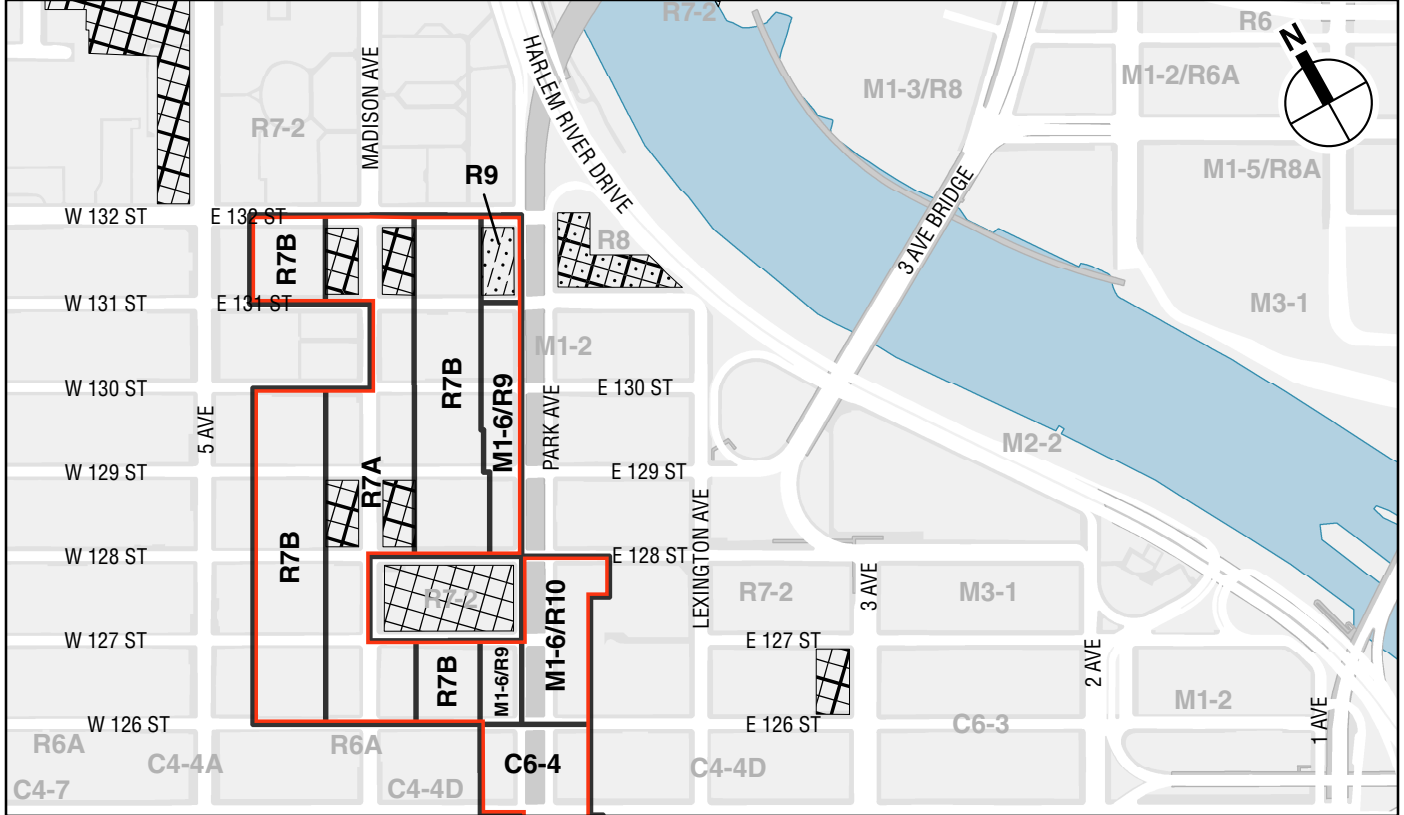 R7-2
R6
N
HARLEM RIVER DRIVE
MADISON AVE
M1-3/R8
M1-2/R6A
R7-2
M1-5/R8A
R9
3 AVE BRIDGE
W 132 ST
E 132 ST
R8
R7B
W 131 ST
E 131 ST
M3-1
M1-2
R7B
W 130 ST
M1-6/R9
PARK AVE
E 130 ST
5 AVE
M2-2
W 129 ST
R7A
E 129 ST
LEXINGTON AVE
R7B
W 128 ST
E 128 ST
R7-2
M1-6/R10
R7-2
3 AVE
M3-1
W 127 ST
E 127 ST
R7B
M1-6/R9
2 AVE
M1-2
1 AVE
W 126 ST
E 126 ST
C6-3
R6A
R6A
C4-4A
C6-4
C4-4D
C4-7
C4-4D